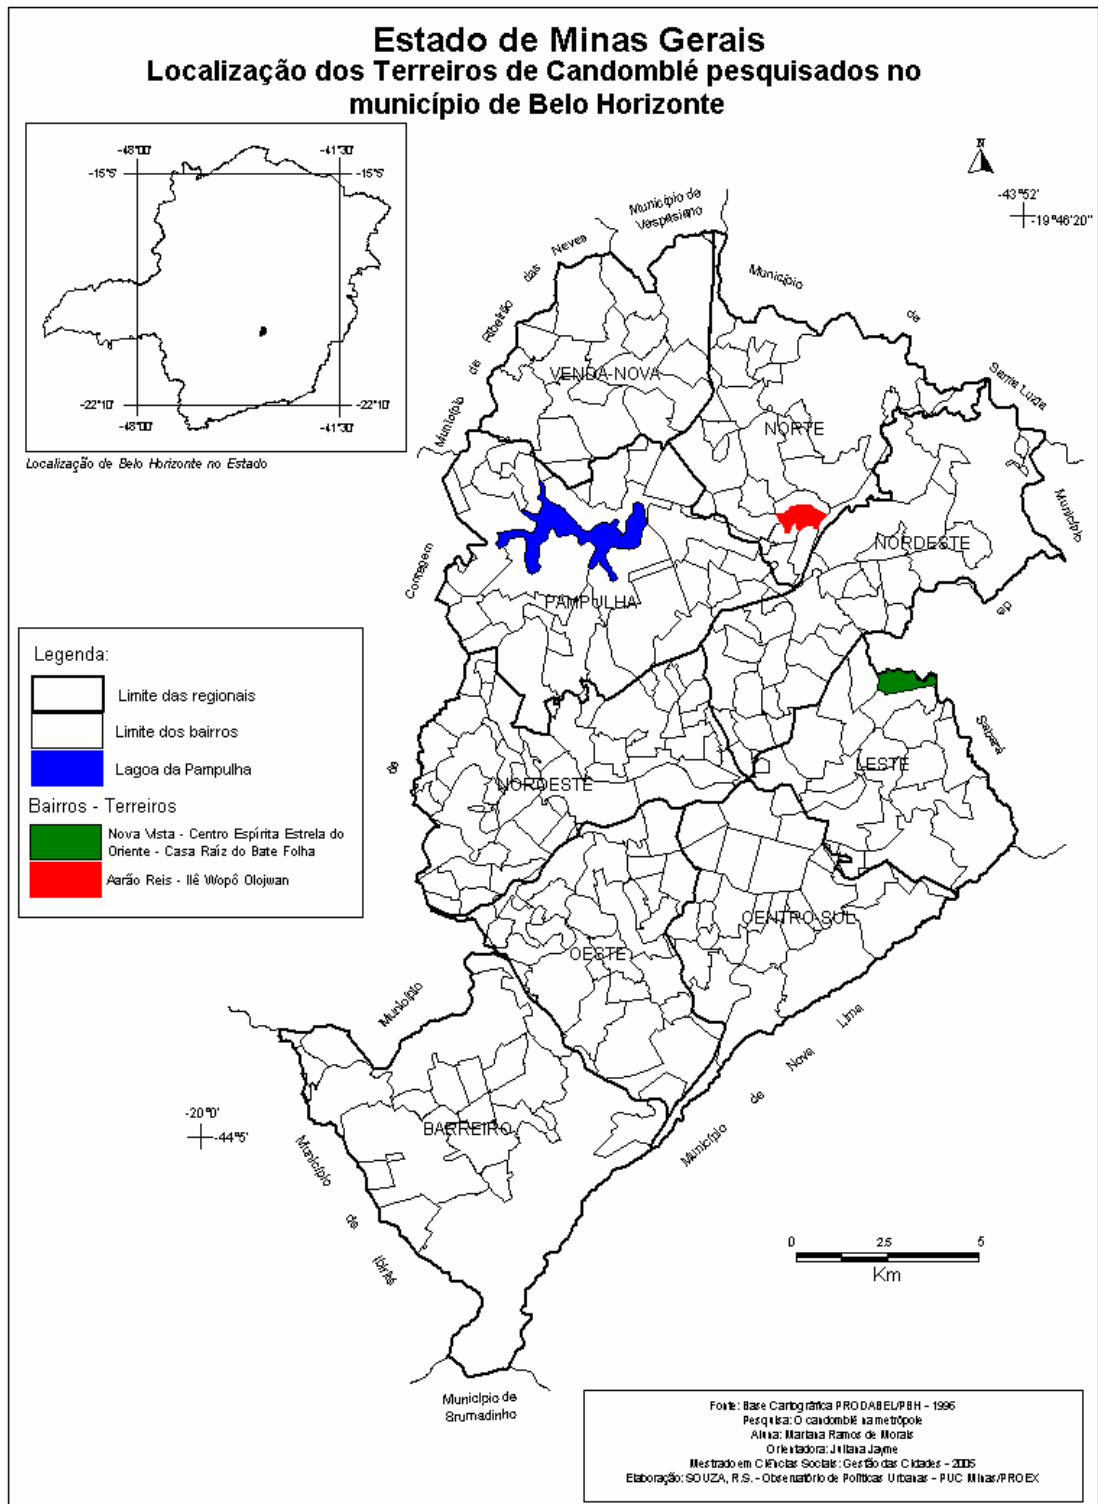 Estado de Minas Gerais
Localização dos Terreiros de Candomblé pesquisados no
município de Belo Horizonte
-48°00'
-41°30'
-15°5'
-15°5'
-22°10'
-22°10'
-48°00'
-41°30'
Localização de Belo Horizonte no Estado
N
-43°52'
-19°46'20"
Município de
Vespasiano
Município
de
Santa Luzia
Município
de
Sabará
Município
de
Ribeirão
das
Neves
Contagem
de
Município
VENDA-NOVA
NORTE
NORDESTE
PAMPULHA
NOROESTE
LESTE
CENTRO-SUL
OESTE
BARREIRO
Legenda:
Limite das regionais
Limite dos bairros
Lagoa da Pampulha
Bairros - Terreiros
Nova Vista - Centro Espírita Estrela do
Oriente - Casa Raíz do Bate Folha
Aarão Reis - Ilê Wopô Olojwan
-20°0'
-44°5'
Município
de
Ibirité
Município
de
Nova
Lima
Município de
Brumadinho
0
2.5
5
Km
Fonte: Base Cartográfica PRODABEL/PBH - 1996
Pesquisa: O candomblé na metrópole
Aluna: Mariana Ramos de Morais
Orientadora: Juliana Jayme
Mestrado em Ciências Sociais: Gestão das Cidades - 2005
Elaboração: SOUZA, R.S. - Observatório de Políticas Urbanas - PUC Minas/PROEX